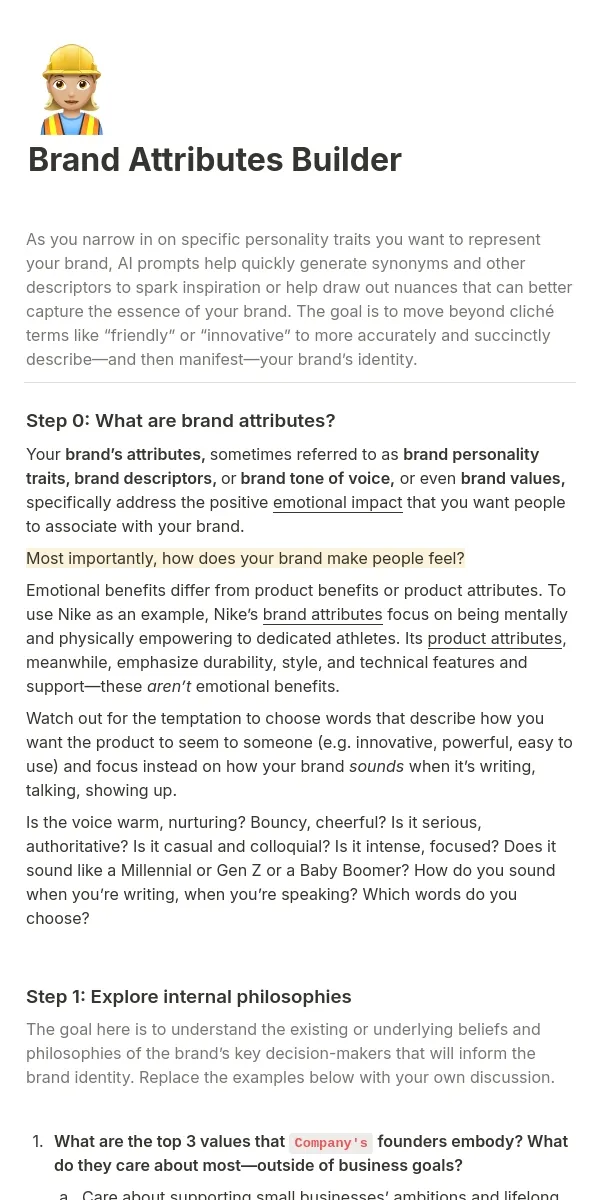 Brand Attributes Builder
As you narrow in on specific personality traits you want to represent
your brand, AI prompts help quickly generate synonyms and other
descriptors to spark inspiration or help draw out nuances that can better
capture the essence of your brand. The goal is to move beyond cliché
terms like “friendly” or “innovative” to more accurately and succinctly
describe—and then manifest—your brand’s identity.
Step 0: What are brand attributes?
Your brand’s attributes, sometimes referred to as brand personality
traits, brand descriptors, or brand tone of voice, or even brand values,
specifically address the positive emotional impact that you want people
to associate with your brand.
Most importantly, how does your brand make people feel?
Emotional benefits differ from product benefits or product attributes. To
use Nike as an example, Nike’s brand attributes focus on being mentally
and physically empowering to dedicated athletes. Its product attributes,
meanwhile, emphasize durability, style, and technical features and
support—these aren’t emotional benefits.
Watch out for the temptation to choose words that describe how you
want the product to seem to someone (e.g. innovative, powerful, easy to
use) and focus instead on how your brand sounds when it’s writing,
talking, showing up.
Is the voice warm, nurturing? Bouncy, cheerful? Is it serious,
authoritative? Is it casual and colloquial? Is it intense, focused? Does it
sound like a Millennial or Gen Z or a Baby Boomer? How do you sound
when you’re writing, when you’re speaking? Which words do you
choose?
Step 1: Explore internal philosophies
The goal here is to understand the existing or underlying beliefs and
philosophies of the brand’s key decision-makers that will inform the
brand identity. Replace the examples below with your own discussion.
1. What are the top 3 values that Company's founders embody? What
do they care about most—outside of business goals?
a. Care about supporting small businesses’ ambitions and lifelong